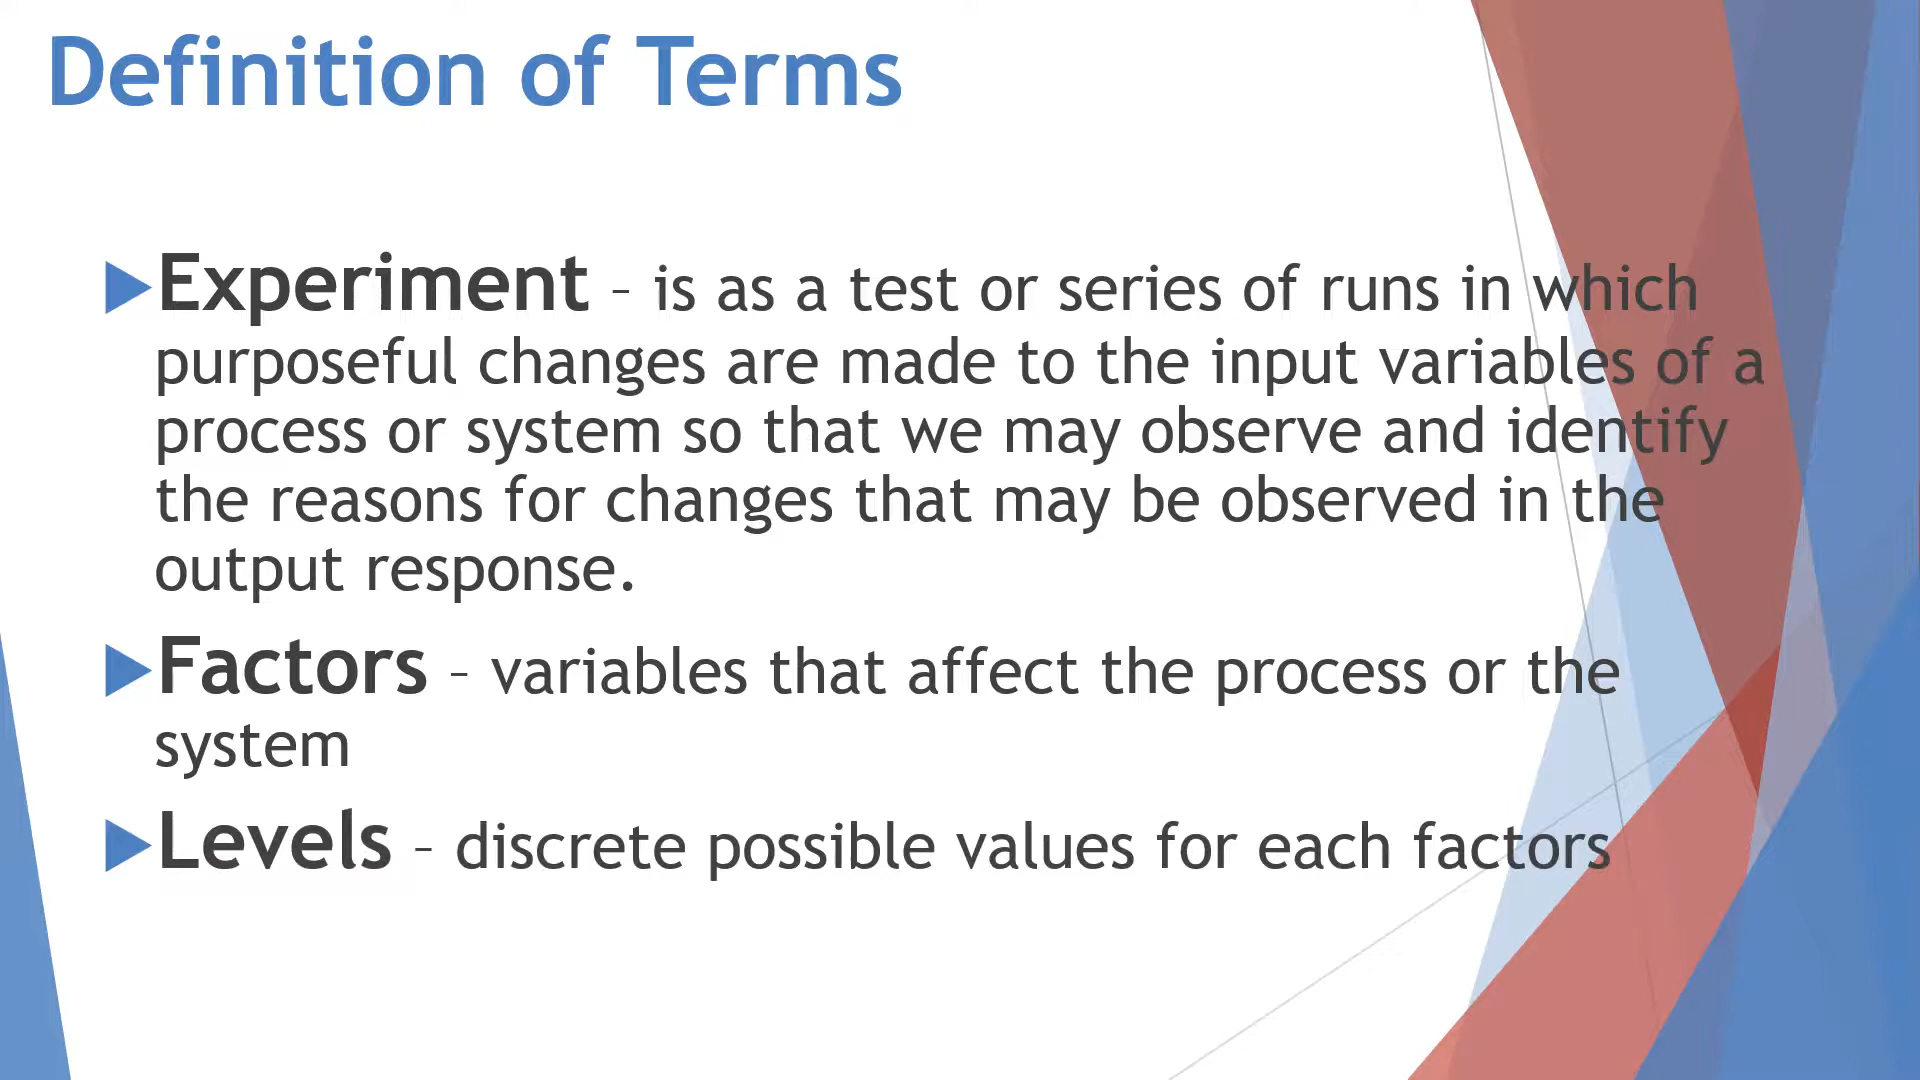 Definition of Terms
Experiment – is as a test or series of runs in which
purposeful changes are made to the input variables of a
process or system so that we may observe and identify
the reasons for changes that may be observed in the
output response.
Factors – variables that affect the process or the
system
Levels – discrete possible values for each factors